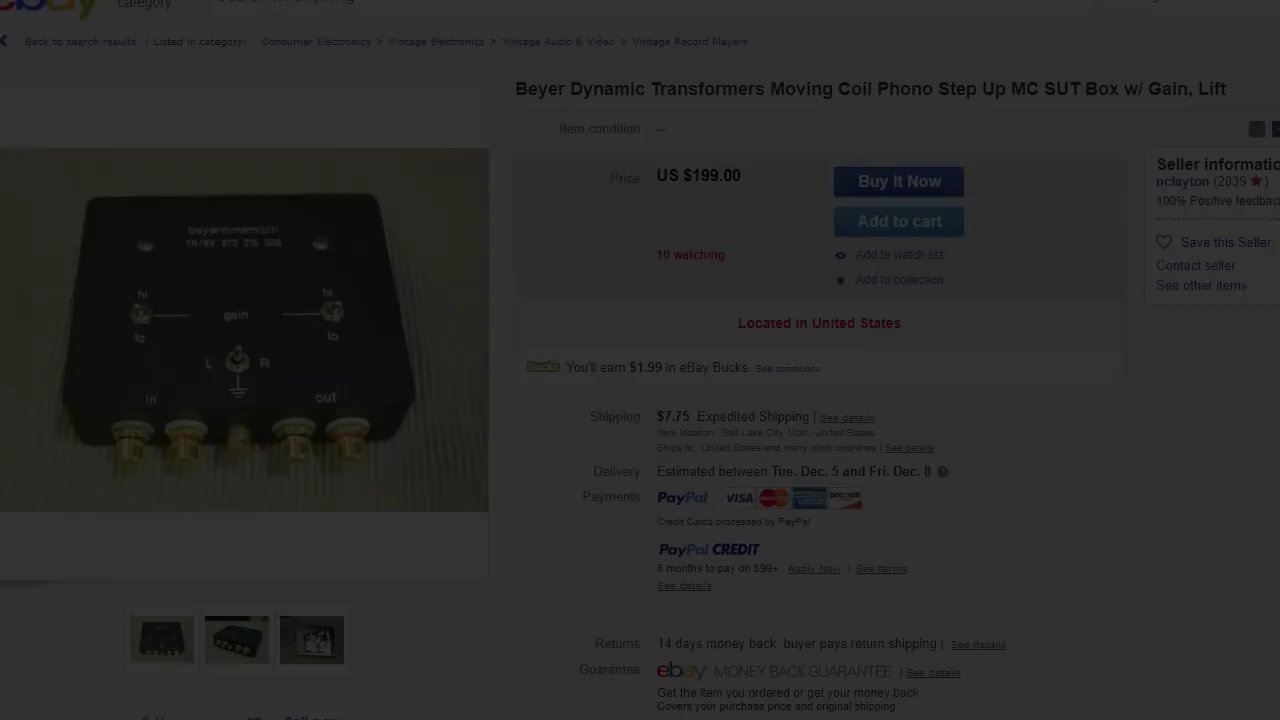 ebay
category
Back to search results | Listed in category: Consumer Electronics > Vintage Electronics > Vintage Audio & Video > Vintage Record Players
Beyer Dynamic Transformers Moving Coil Phono Step Up MC SUT Box w/ Gain, Lift
Item condition --
Price US $199.00
Buy It Now
Add to cart
10 watching
Add to watch list
Add to collection
Located in United States
Bucks You'll earn $1.99 in eBay Bucks See conditions
Shipping $7.75 Expedited Shipping | See details
Item location: Salt Lake City, Utah, United States
Ships to: United States and many other countries | See details
Delivery Estimated between Tue. Dec. 5 and Fri. Dec. 8
Payments PayPal VISA MasterCard DISCOVER
Credit Cards processed by PayPal
PayPal CREDIT
6 months to pay on $99+. Apply Now | See terms
See details
Returns 14 days money back, buyer pays return shipping | See details
Guarantee ebay MONEY BACK GUARANTEE | See details
Get the item you ordered or get your money back.
Covers your purchase price and original shipping.
Seller informatio
nclayton (2039)
100% Positive feedbac
Save this Seller
Contact seller
See other items
beyerdynamic
hi hi
gain
lo lo
L R
in out